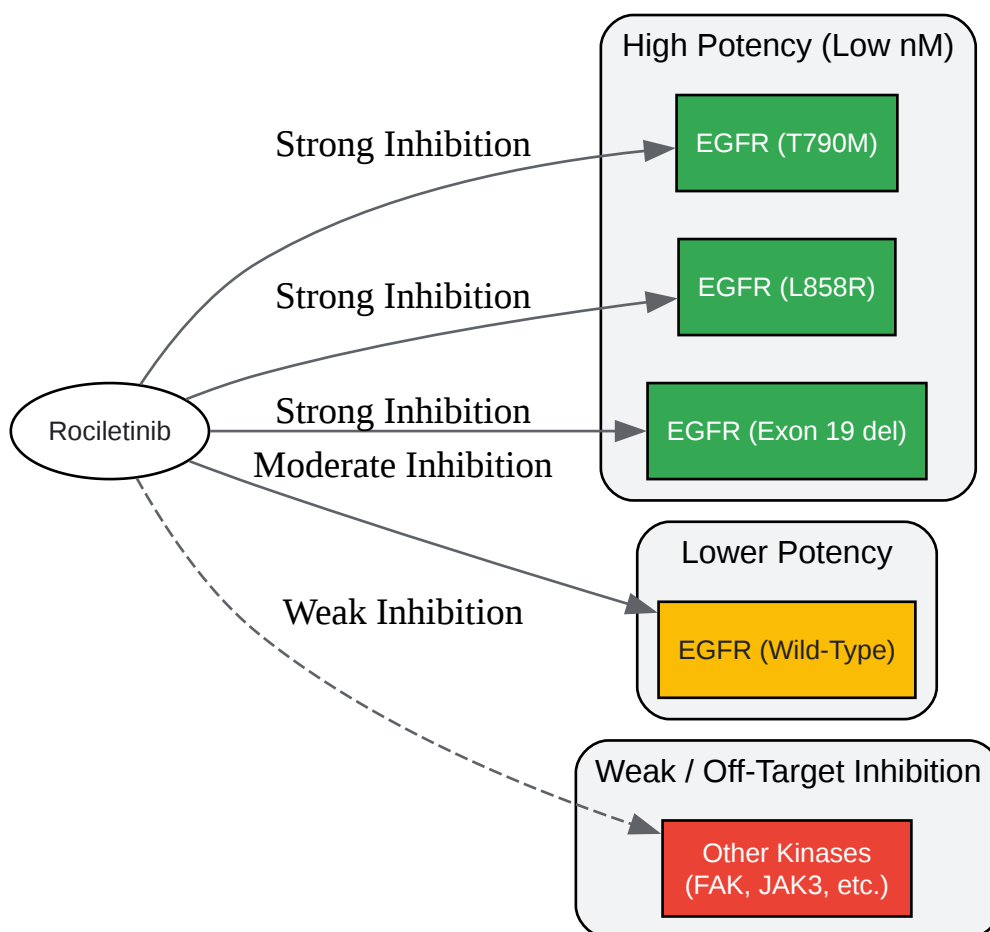 High Potency (Low nM)
Strong Inhibition
EGFR (T790M)
Strong Inhibition
EGFR (L858R)
Rociletinib
Strong Inhibition
EGFR (Exon 19 del)
Moderate Inhibition
Lower Potency
EGFR (Wild-Type)
Weak Inhibition
Weak / Off-Target Inhibition
Other Kinases
(FAK, JAK3, etc.)